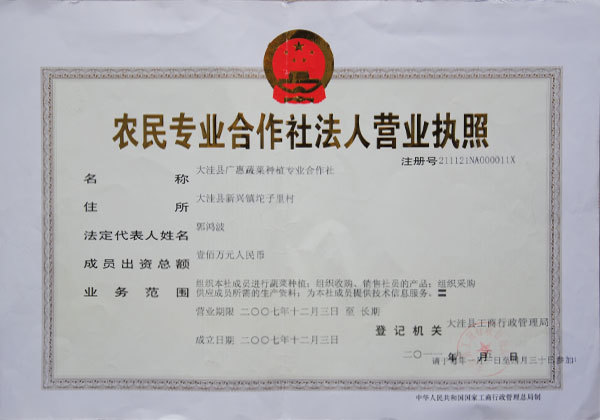 农民专业合作社法人营业执照
注册号211121NA000011X
名称 大洼县广惠蔬菜种植专业合作社
住所 大洼县新兴镇坨子里村
法定代表人姓名 郭鸿波
成员出资总额 壹佰万元人民币
业务范围 组织本社成员进行蔬菜种植；组织收购、销售社员的产品；组织采购
供应成员所需的生产资料；为本社成员提供技术信息服务。〓
营业期限 二〇〇七年十二月三日 至 长期
登记机关 大洼县工商行政管理局
成立日期 二〇〇七年十二月三日
二〇一 年 月 日
中华人民共和国国家工商行政管理总局制